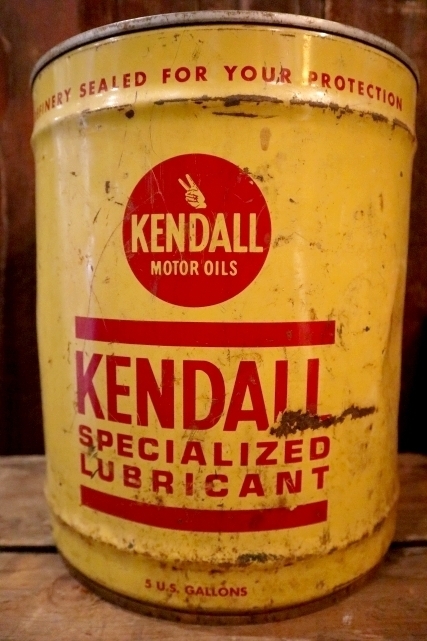 SEALED FOR YOUR PROTECTION
KENDALL
MOTOR OILS
KENDALL
SPECIALIZED
LUBRICANT
5 U.S. GALLONS